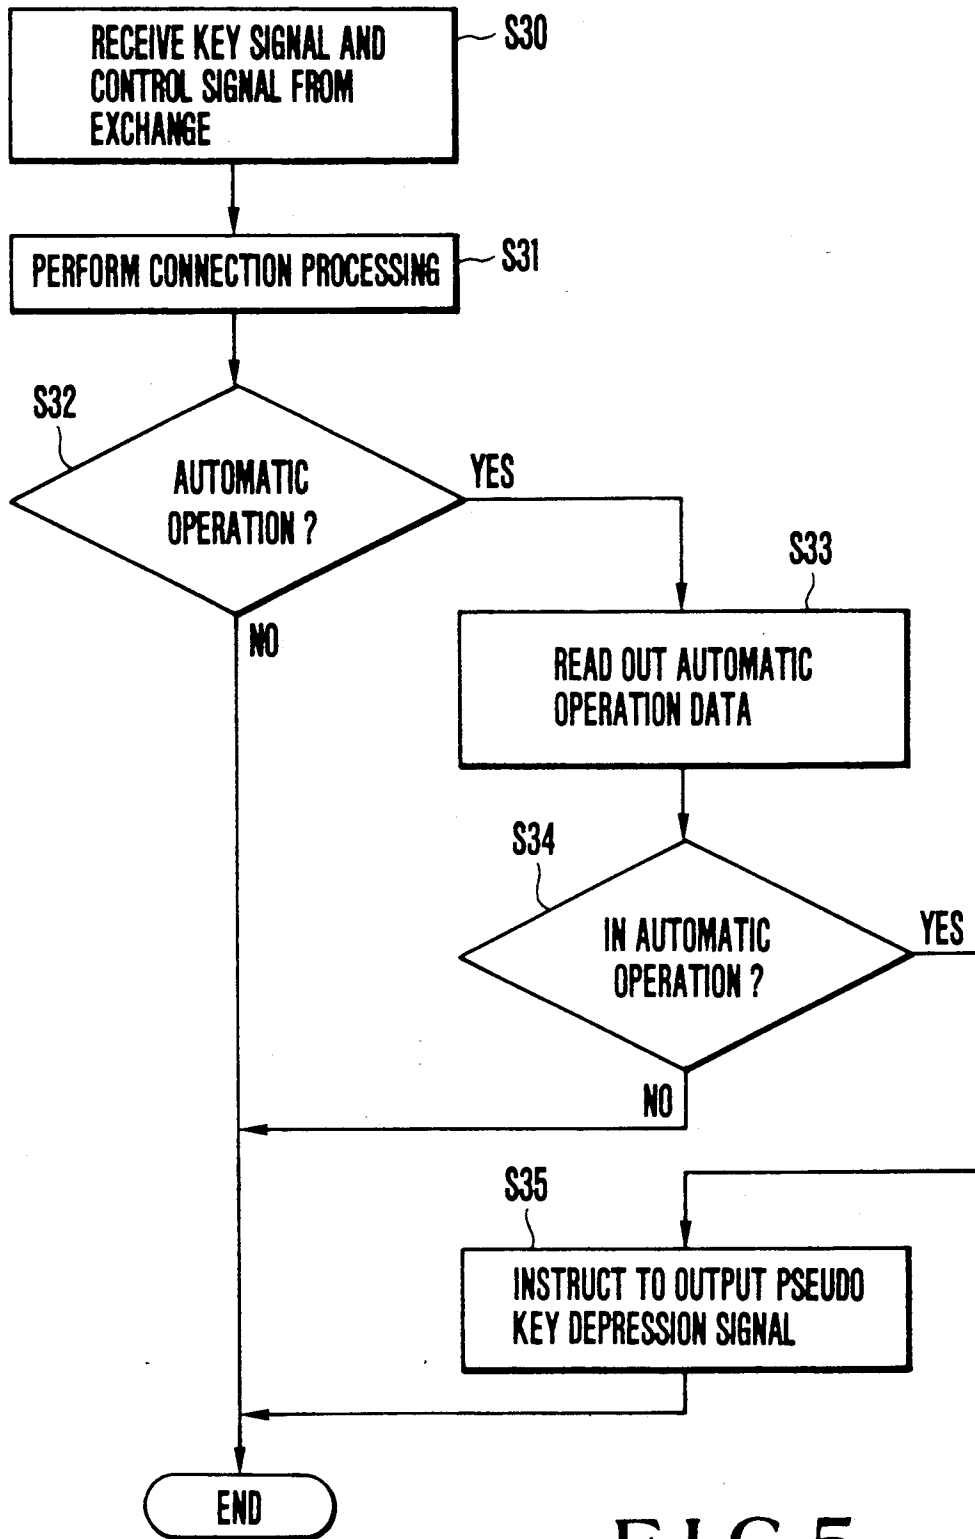 RECEIVE KEY SIGNAL AND
CONTROL SIGNAL FROM
EXCHANGE
S30
PERFORM CONNECTION PROCESSING
S31
S32
AUTOMATIC
OPERATION ?
YES
NO
S33
READ OUT AUTOMATIC
OPERATION DATA
S34
IN AUTOMATIC
OPERATION ?
YES
NO
S35
INSTRUCT TO OUTPUT PSEUDO
KEY DEPRESSION SIGNAL
END
FIG.5